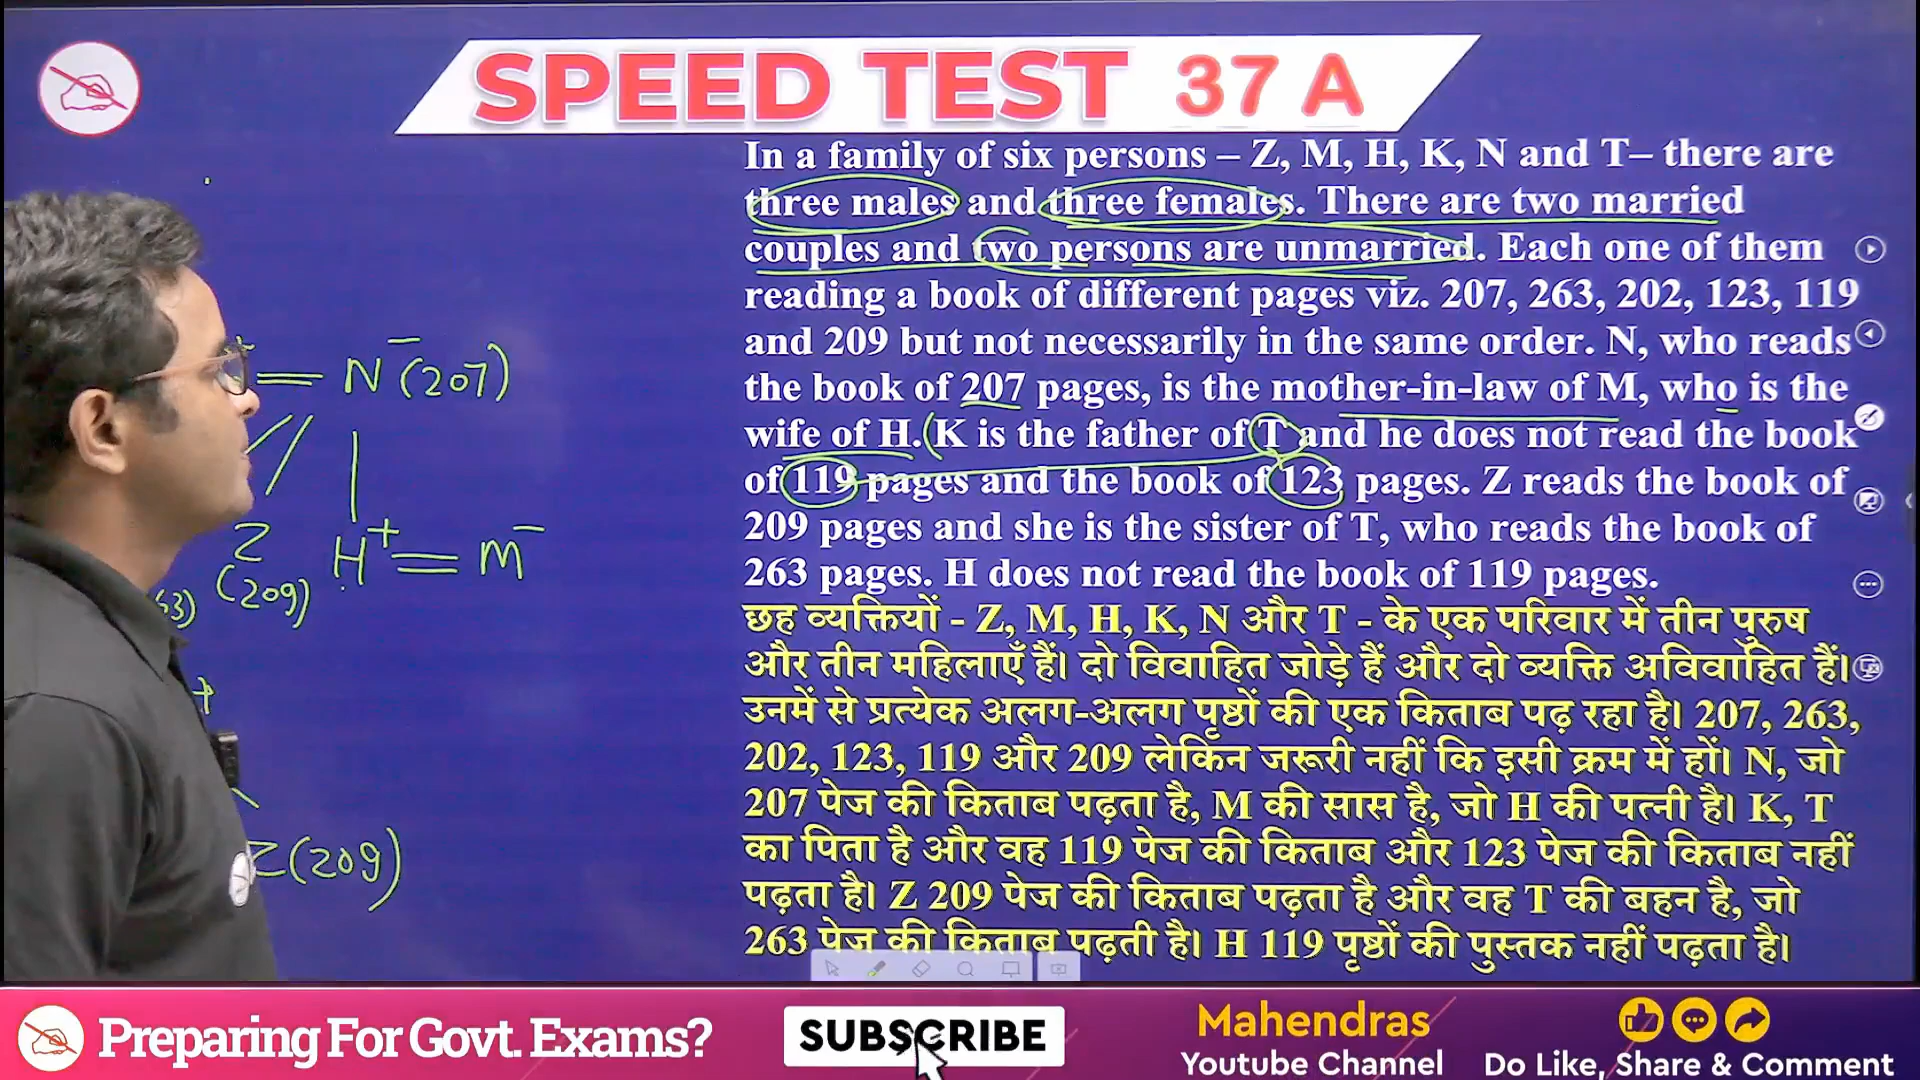 SPEED TEST 37 A
In a family of six persons – Z, M, H, K, N and T– there are
three males and three females. There are two married
couples and two persons are unmarried. Each one of them
reading a book of different pages viz. 207, 263, 202, 123, 119
and 209 but not necessarily in the same order. N, who reads
the book of 207 pages, is the mother-in-law of M, who is the
wife of H. K is the father of T and he does not read the book
of 119 pages and the book of 123 pages. Z reads the book of
209 pages and she is the sister of T, who reads the book of
263 pages. H does not read the book of 119 pages.
छह व्यक्तियों - Z, M, H, K, N और T - के एक परिवार में तीन पुरुष
और तीन महिलाएँ हैं। दो विवाहित जोड़े हैं और दो व्यक्ति अविवाहित हैं।
उनमें से प्रत्येक अलग-अलग पृष्ठों की एक किताब पढ़ रहा है। 207, 263,
202, 123, 119 और 209 लेकिन जरूरी नहीं कि इसी क्रम में हों। N, जो
207 पेज की किताब पढ़ता है, M की सास है, जो H की पत्नी है। K, T
का पिता है और वह 119 पेज की किताब और 123 पेज की किताब नहीं
पढ़ता है। Z 209 पेज की किताब पढ़ता है और वह T की बहन है, जो
263 पेज की किताब पढ़ती है। H 119 पृष्ठों की पुस्तक नहीं पढ़ता है।
= N⁻ (207)
Z H⁺ = M⁻
(209)
+
Z (209)
Preparing For Govt. Exams?
SUBSCRIBE
Mahendras
Youtube Channel
Do Like, Share & Comment